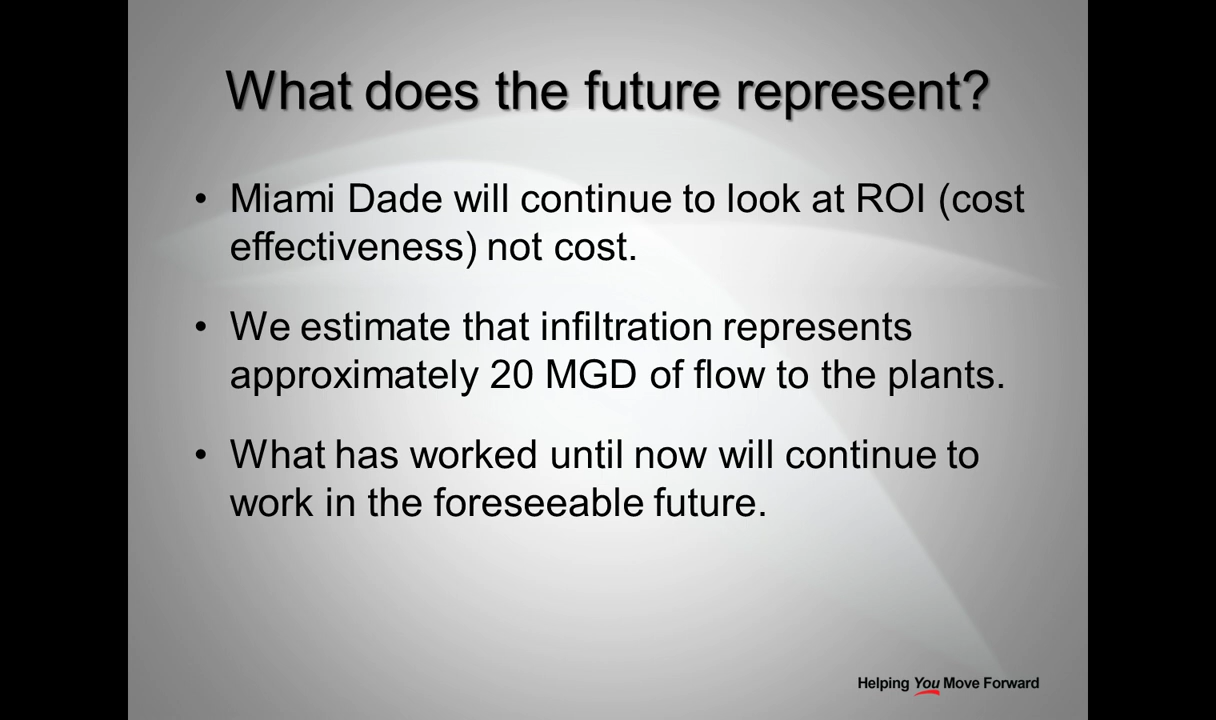 What does the future represent?
• Miami Dade will continue to look at ROI (cost
effectiveness) not cost.
• We estimate that infiltration represents
approximately 20 MGD of flow to the plants.
• What has worked until now will continue to
work in the foreseeable future.
Helping You Move Forward